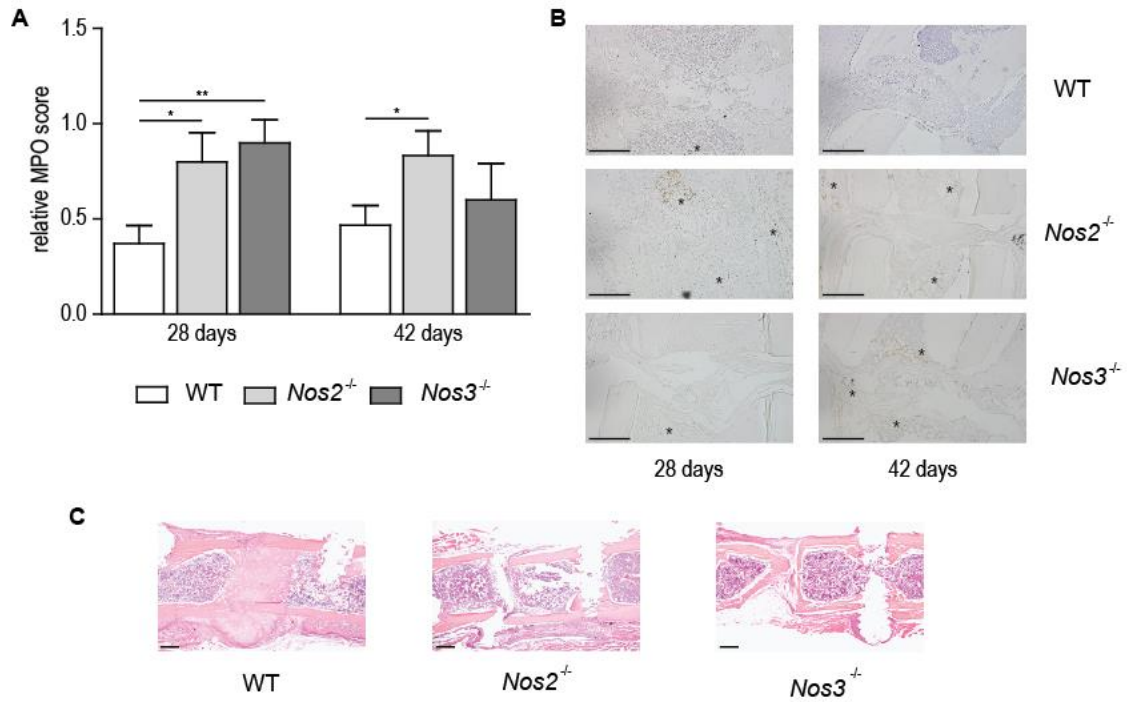 A
relative MPO score
1.5
1.0
0.5
0.0
**
*
*
28 days
42 days
WT
Nos2-/-
Nos3-/-
B
WT
Nos2-/-
Nos3-/-
*
*
*
*
*
*
*
*
*
*
*
28 days
42 days
C
WT
Nos2-/-
Nos3-/-